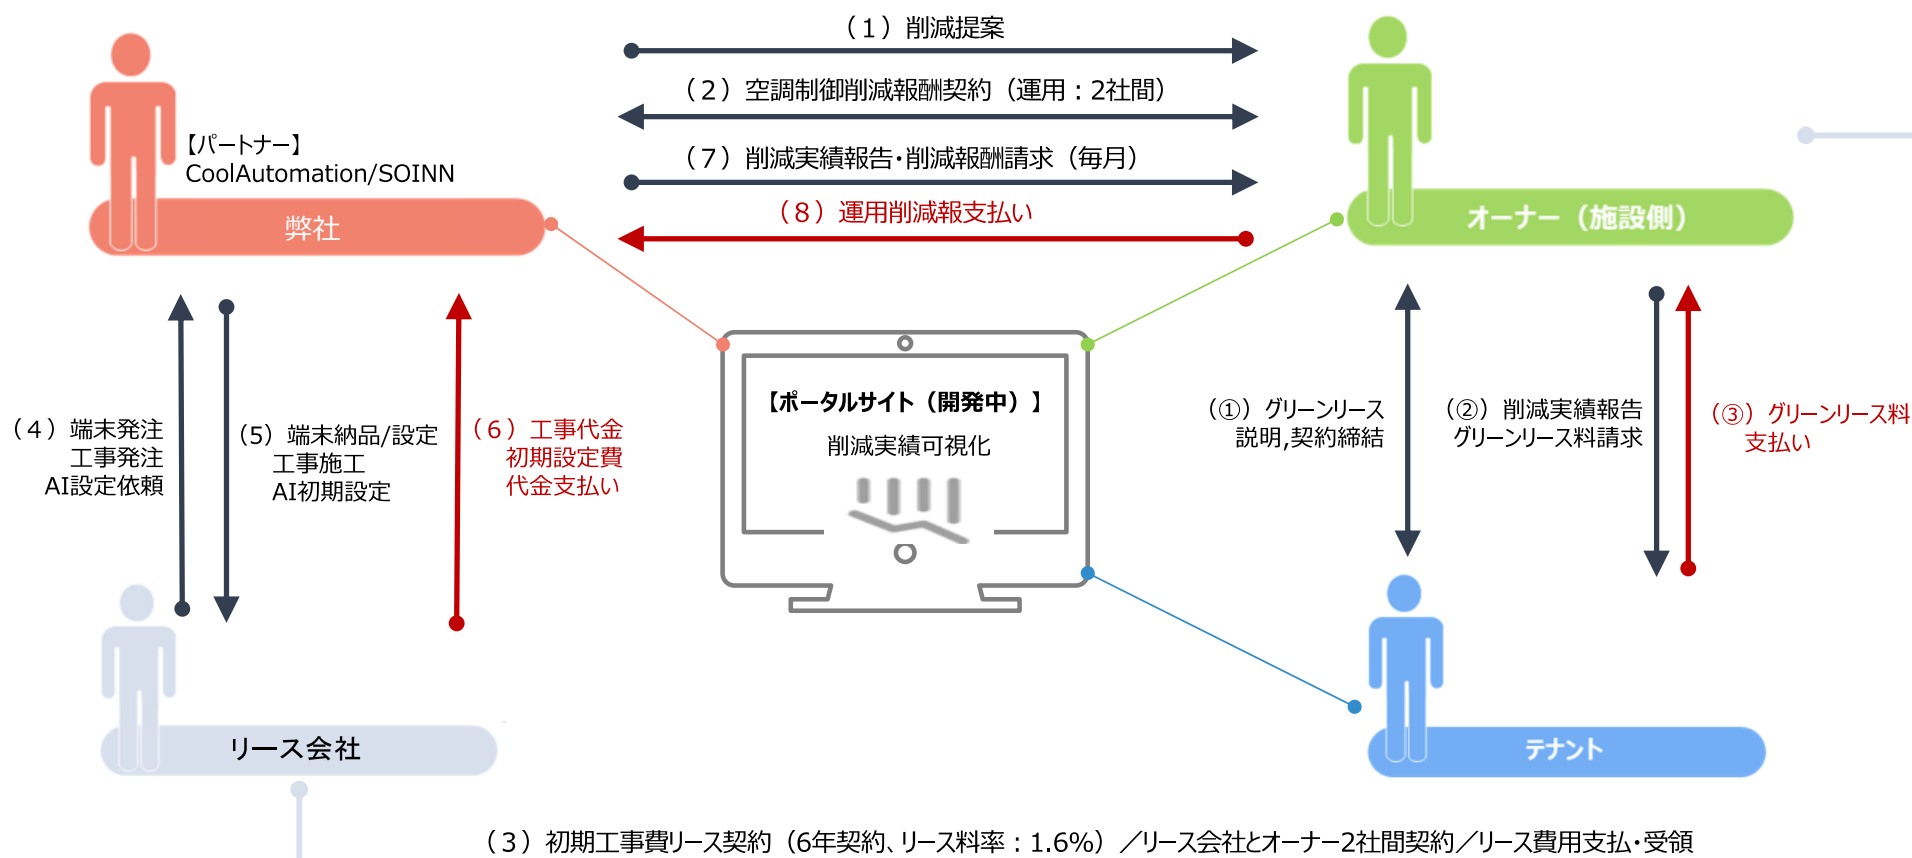 （１）削減提案
（２）空調制御削減報酬契約（運用：2社間）
【パートナー】
CoolAutomation/SOINN
（７）削減実績報告・削減報酬請求（毎月）
（８）運用削減報支払い
弊社
オーナー（施設側）
（４）端末発注
工事発注
AI設定依頼
（5）端末納品/設定
工事施工
AI初期設定
（６）工事代金
初期設定費
代金支払い
【ポータルサイト（開発中）】
削減実績可視化
（①）グリーンリース
説明,契約締結
（②）削減実績報告
グリーンリース料請求
（③）グリーンリース料
支払い
リース会社
テナント
（３）初期工事費リース契約（6年契約、リース料率：1.6%）／リース会社とオーナー2社間契約／リース費用支払・受領